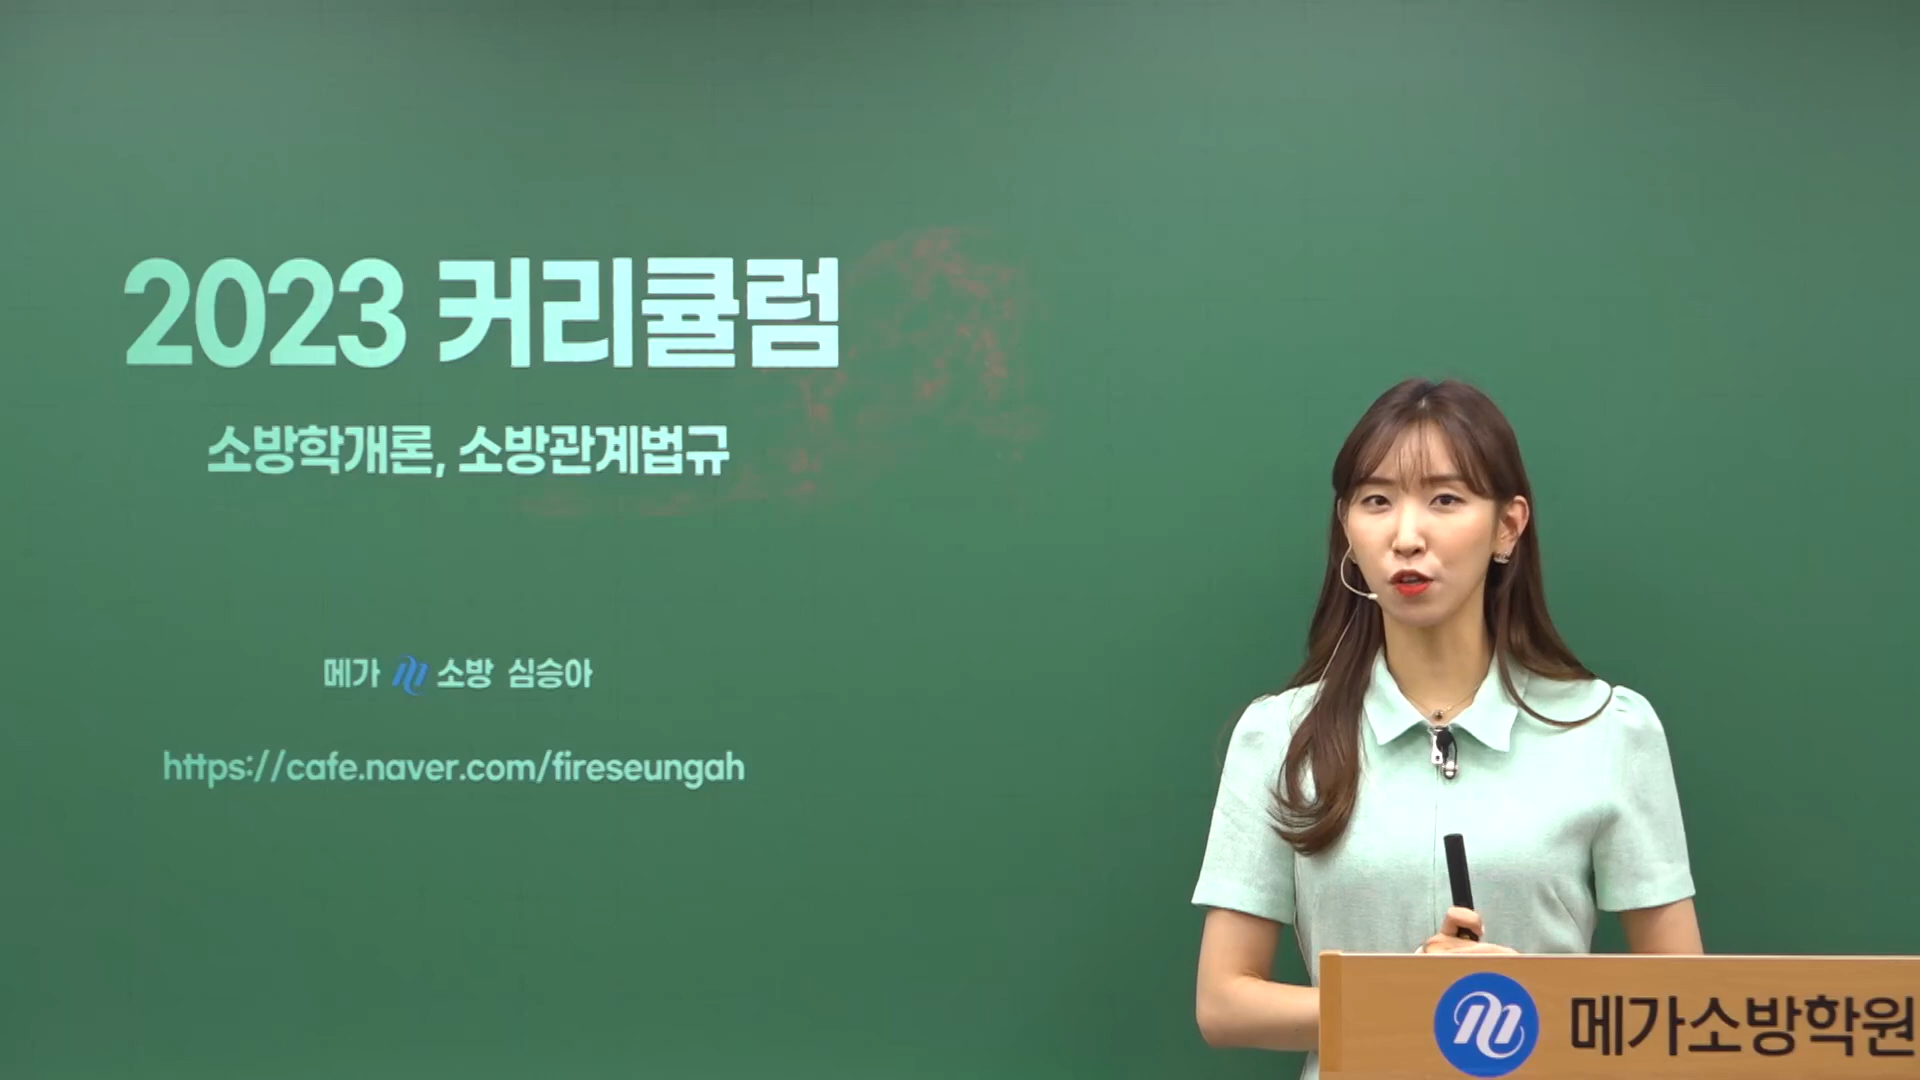 2023 커리큘럼
소방학개론, 소방관계법규
메가 소방 심승아
https://cafe.naver.com/fireseungah
메가소방학원